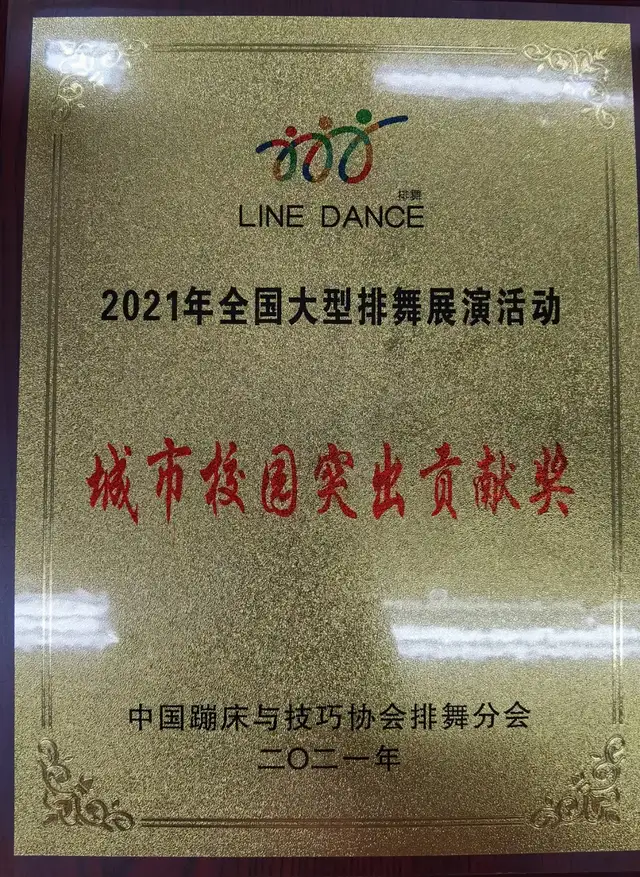 排舞
LINE DANCE
2021年全国大型排舞展演活动
城市校园突出贡献奖
中国蹦床与技巧协会排舞分会
二〇二一年